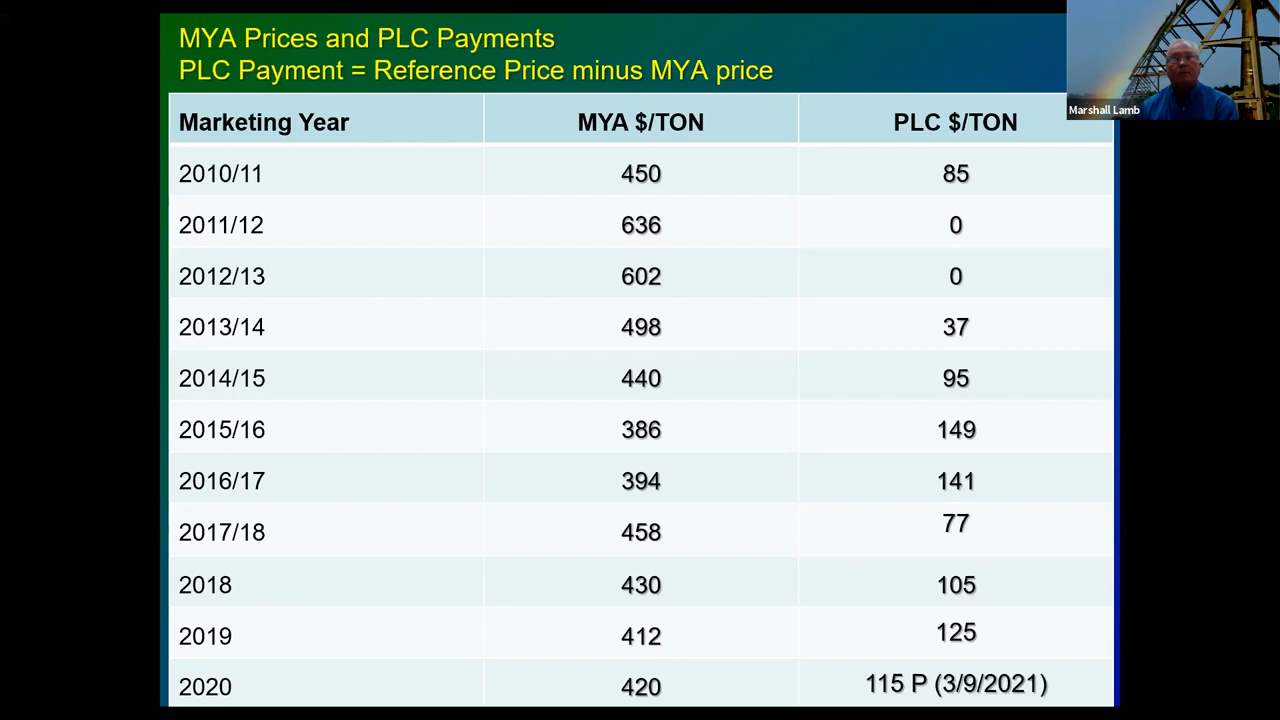 MYA Prices and PLC Payments
PLC Payment = Reference Price minus MYA price
Marshall Lamb
Marketing Year MYA $/TON PLC $/TON
2010/11 450 85
2011/12 636 0
2012/13 602 0
2013/14 498 37
2014/15 440 95
2015/16 386 149
2016/17 394 141
2017/18 458 77
2018 430 105
2019 412 125
2020 420 115 P (3/9/2021)